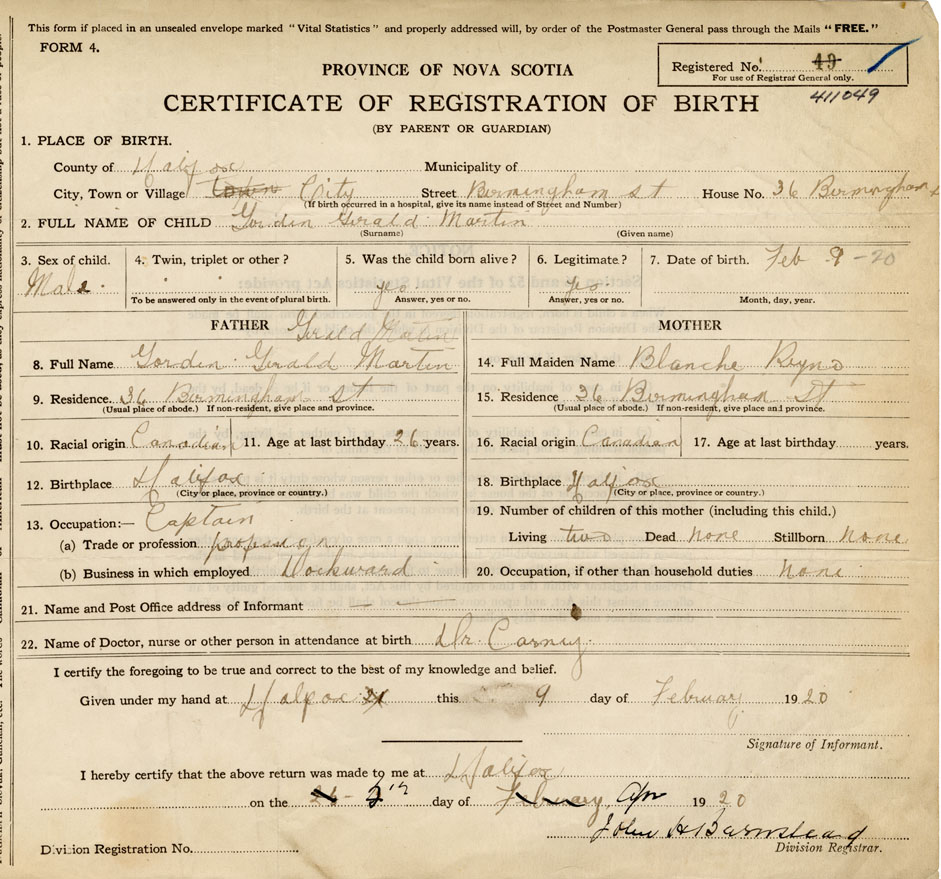 This form if placed in an unsealed envelope marked "Vital Statistics" and properly addressed will, by order of the Postmaster General pass through the Mails "FREE."
FORM 4.
Registered No. 49
For use of Registrar General only.
411049
PROVINCE OF NOVA SCOTIA
CERTIFICATE OF REGISTRATION OF BIRTH
(BY PARENT OR GUARDIAN)
1. PLACE OF BIRTH.
County of Halifax Municipality of
City, Town or Village Town City Street Birmingham st House No. 36 Birmingham s
(If birth occurred in a hospital, give its name instead of Street and Number)
2. FULL NAME OF CHILD Gordin Gerald Martin
(Surname) (Given name)
3. Sex of child. 4. Twin, triplet or other? 5. Was the child born alive? 6. Legitimate? 7. Date of birth. Feb 9-20
Male yes yes
To be answered only in the event of plural birth. Answer, yes or no. Answer, yes or no. Month, day, year.
FATHER Gerald Martin MOTHER
8. Full Name Gordin Gerald Martin 14. Full Maiden Name Blanche Reyno
9. Residence. 36 Birmingham st 15. Residence 36 Birmingham St
(Usual place of abode.) If non-resident, give place and province. (Usual place of abode.) If non-resident, give place and province.
10. Racial origin Canadian 11. Age at last birthday 26 years. 16. Racial origin Canadian 17. Age at last birthday years.
12. Birthplace Halifax 18. Birthplace Halifax
(City or place, province or country.) (City or place, province or country.)
13. Occupation:— Captain 19. Number of children of this mother (including this child.)
(a) Trade or profession profession Living two Dead None Stillborn None
(b) Business in which employed Dockward 20. Occupation, if other than household duties None
21. Name and Post Office address of Informant — —
22. Name of Doctor, nurse or other person in attendance at birth Dr. Carney.
I certify the foregoing to be true and correct to the best of my knowledge and belief.
Given under my hand at Halifax this 9 day of February 1920
Signature of Informant.
I hereby certify that the above return was made to me at Halifax
on the day of February, Apr 1920
John H Barnstead
Division Registration No. Division Registrar.